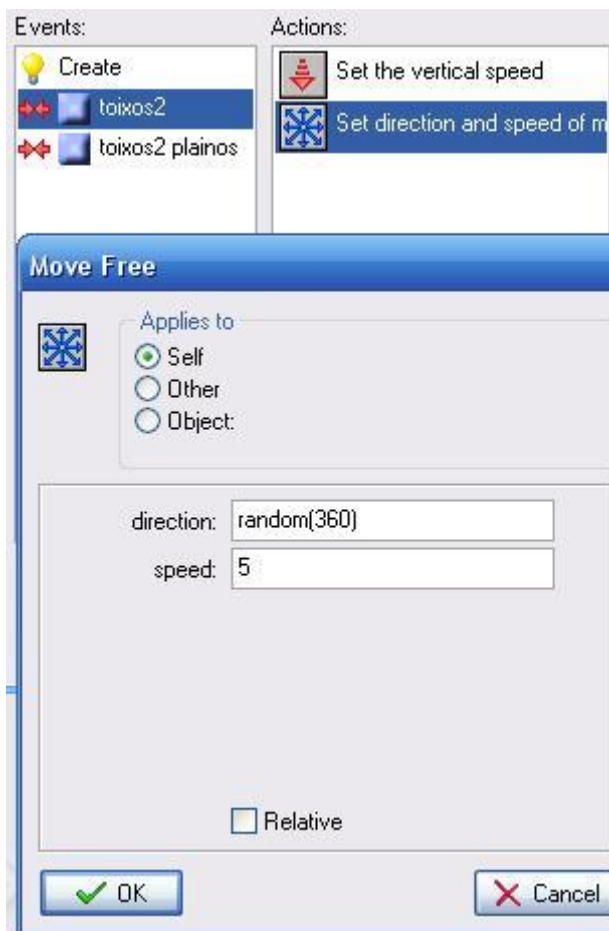 Events:
Actions:
Create
toixos2
toixos2 plainos
Set the vertical speed
Set direction and speed of m
Move Free
Applies to
Self
Other
Object:
direction: random(360)
speed: 5
Relative
OK
Cancel